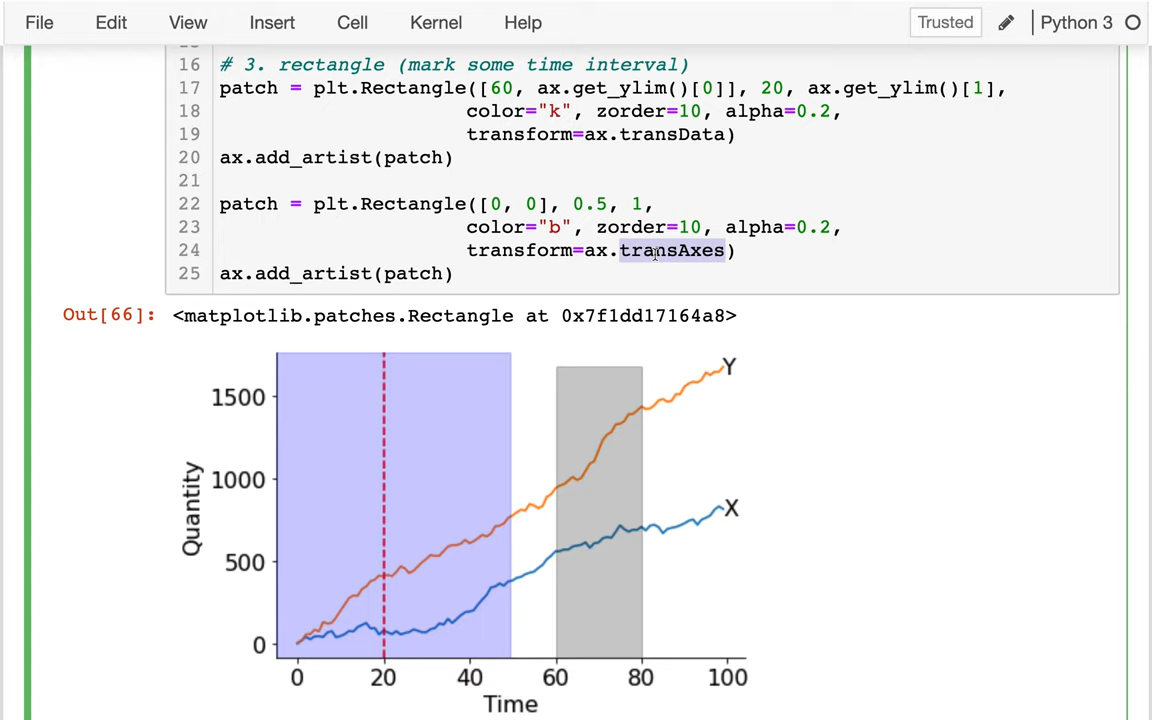 File Edit View Insert Cell Kernel Help Trusted Python 3
16 # 3. rectangle (mark some time interval)
17 patch = plt.Rectangle([60, ax.get_ylim()[0]], 20, ax.get_ylim()[1],
18 color="k", zorder=10, alpha=0.2,
19 transform=ax.transData)
20 ax.add_artist(patch)
21
22 patch = plt.Rectangle([0, 0], 0.5, 1,
23 color="b", zorder=10, alpha=0.2,
24 transform=ax.transAxes)
25 ax.add_artist(patch)
Out[66]: <matplotlib.patches.Rectangle at 0x7f1dd17164a8>
Y
1500
1000
X
500
0
Quantity
0 20 40 60 80 100
Time